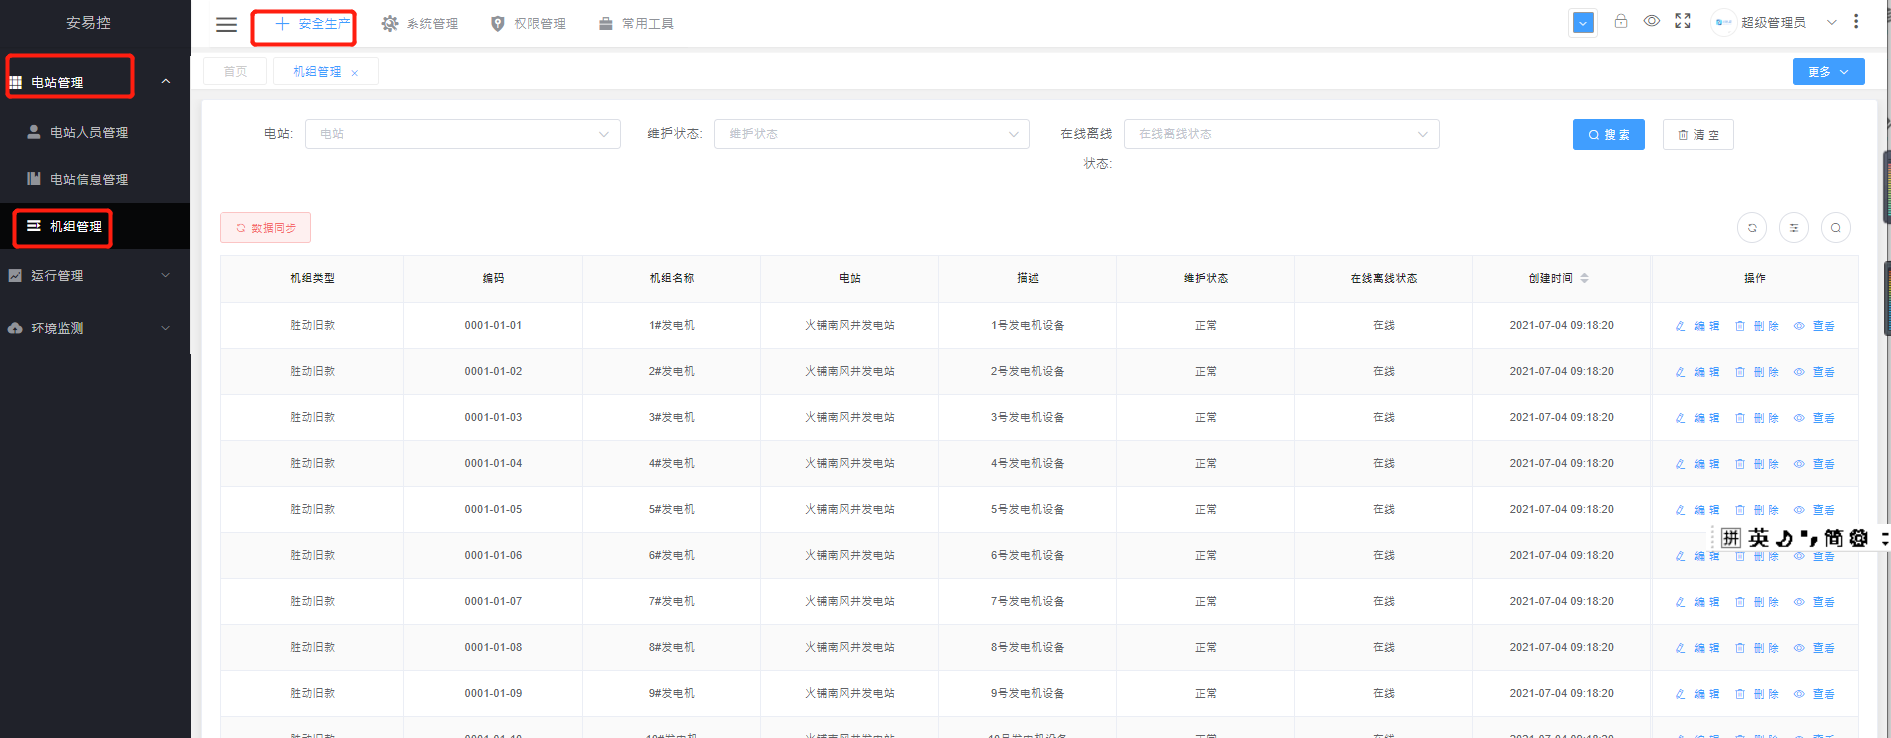 安易控
安全生产 系统管理 权限管理 常用工具 超级管理员
首页 机组管理 × 更多
电站管理
电站人员管理
电站信息管理
机组管理
运行管理
环境监测
电站: 电站 维护状态: 维护状态 在线离线状态: 在线离线状态 搜索 清空
数据同步
机组类型 编码 机组名称 电站 描述 维护状态 在线离线状态 创建时间 操作
胜动旧款 0001-01-01 1#发电机 火铺南风井发电站 1号发电机设备 正常 在线 2021-07-04 09:18:20 编辑 删除 查看
胜动旧款 0001-01-02 2#发电机 火铺南风井发电站 2号发电机设备 正常 在线 2021-07-04 09:18:20 编辑 删除 查看
胜动旧款 0001-01-03 3#发电机 火铺南风井发电站 3号发电机设备 正常 在线 2021-07-04 09:18:20 编辑 删除 查看
胜动旧款 0001-01-04 4#发电机 火铺南风井发电站 4号发电机设备 正常 在线 2021-07-04 09:18:20 编辑 删除 查看
胜动旧款 0001-01-05 5#发电机 火铺南风井发电站 5号发电机设备 正常 在线 2021-07-04 09:18:20 编辑 删除 查看
拼 英 简
胜动旧款 0001-01-06 6#发电机 火铺南风井发电站 6号发电机设备 正常 在线 2021-07-04 09:18:20 编辑 删除 查看
胜动旧款 0001-01-07 7#发电机 火铺南风井发电站 7号发电机设备 正常 在线 2021-07-04 09:18:20 编辑 删除 查看
胜动旧款 0001-01-08 8#发电机 火铺南风井发电站 8号发电机设备 正常 在线 2021-07-04 09:18:20 编辑 删除 查看
胜动旧款 0001-01-09 9#发电机 火铺南风井发电站 9号发电机设备 正常 在线 2021-07-04 09:18:20 编辑 删除 查看